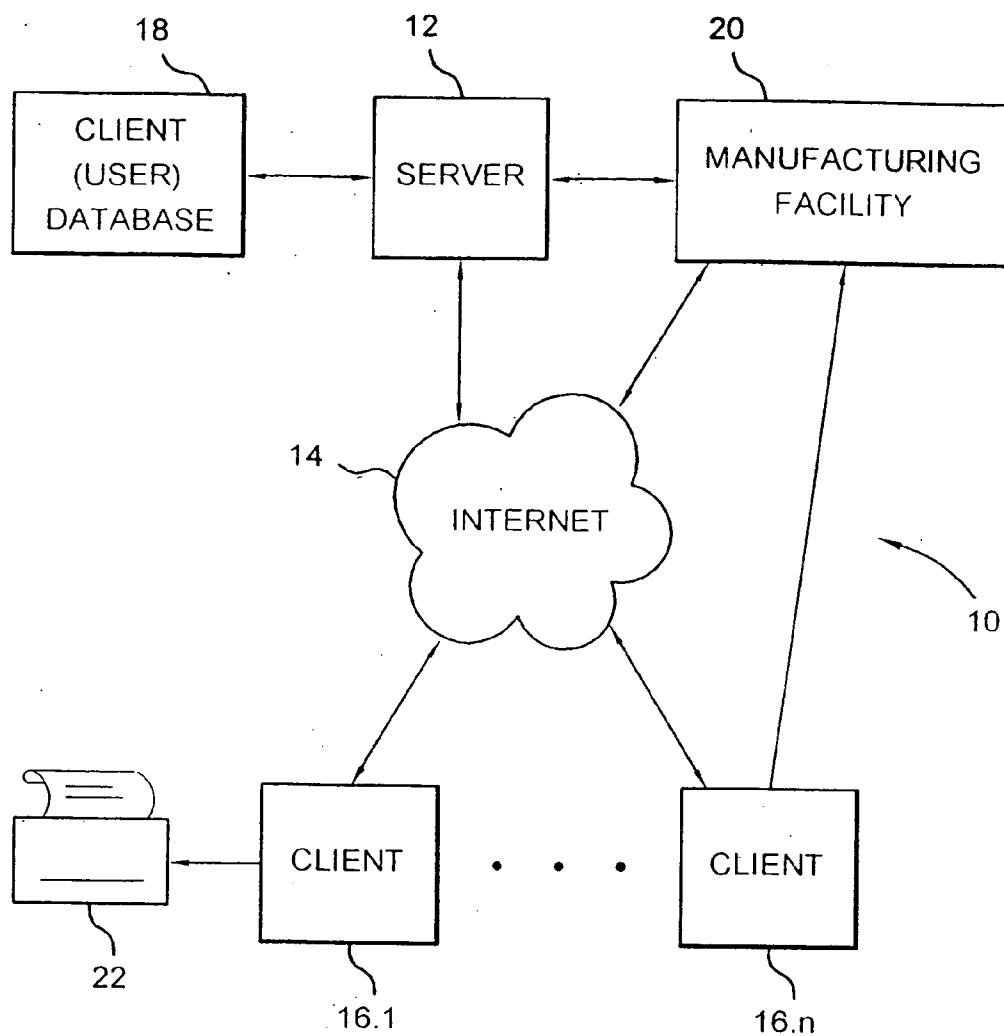 18
12
20
CLIENT
(USER)
DATABASE
SERVER
MANUFACTURING
FACILITY
14
INTERNET
10
CLIENT
CLIENT
22
16.1
16.n